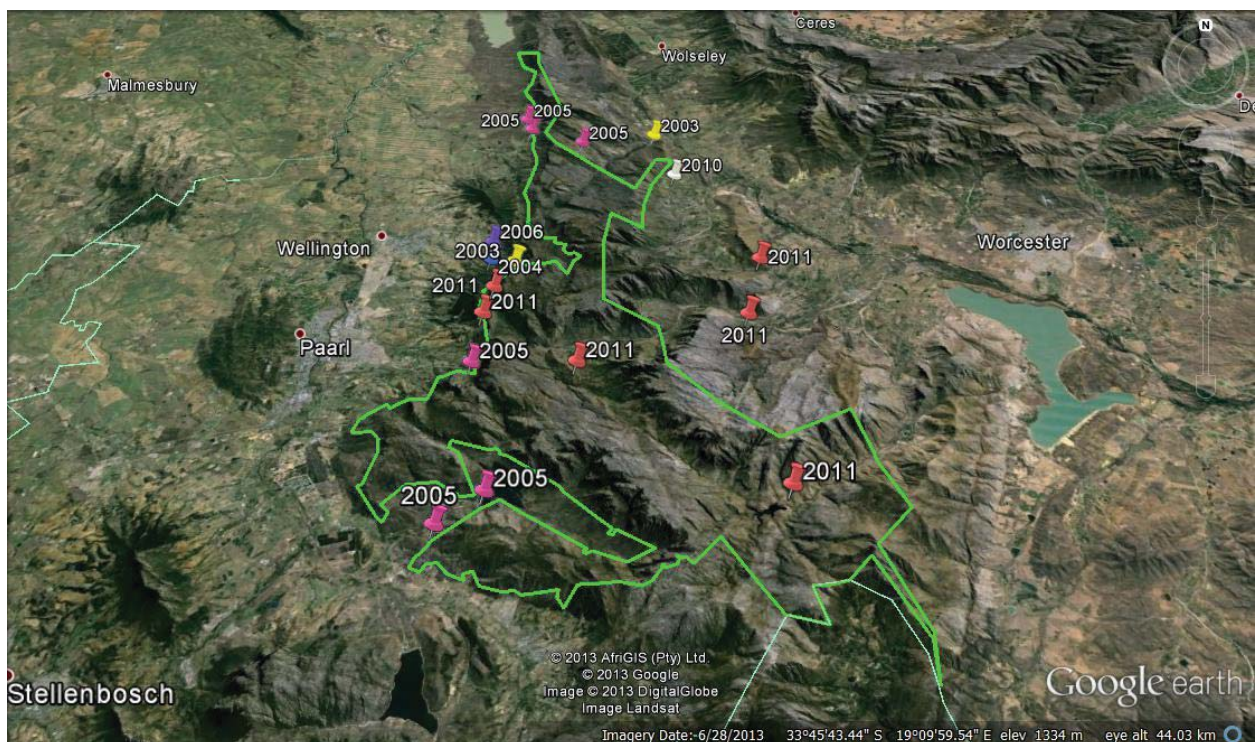 Ceres
N
Wolseley
Malmesbury
De
2005
2005
2005
2003
2010
2006
Wellington
2003
Worcester
2004
2011
2011
2011
2011
Paarl
2005
2011
2005
2011
2005
© 2013 AfriGIS (Pty) Ltd.
© 2013 Google
Image © 2013 DigitalGlobe
Image Landsat
Stellenbosch
Google earth
Imagery Date: 6/28/2013 33°45'43.44" S 19°09'59.54" E elev 1334 m eye alt 44.03 km